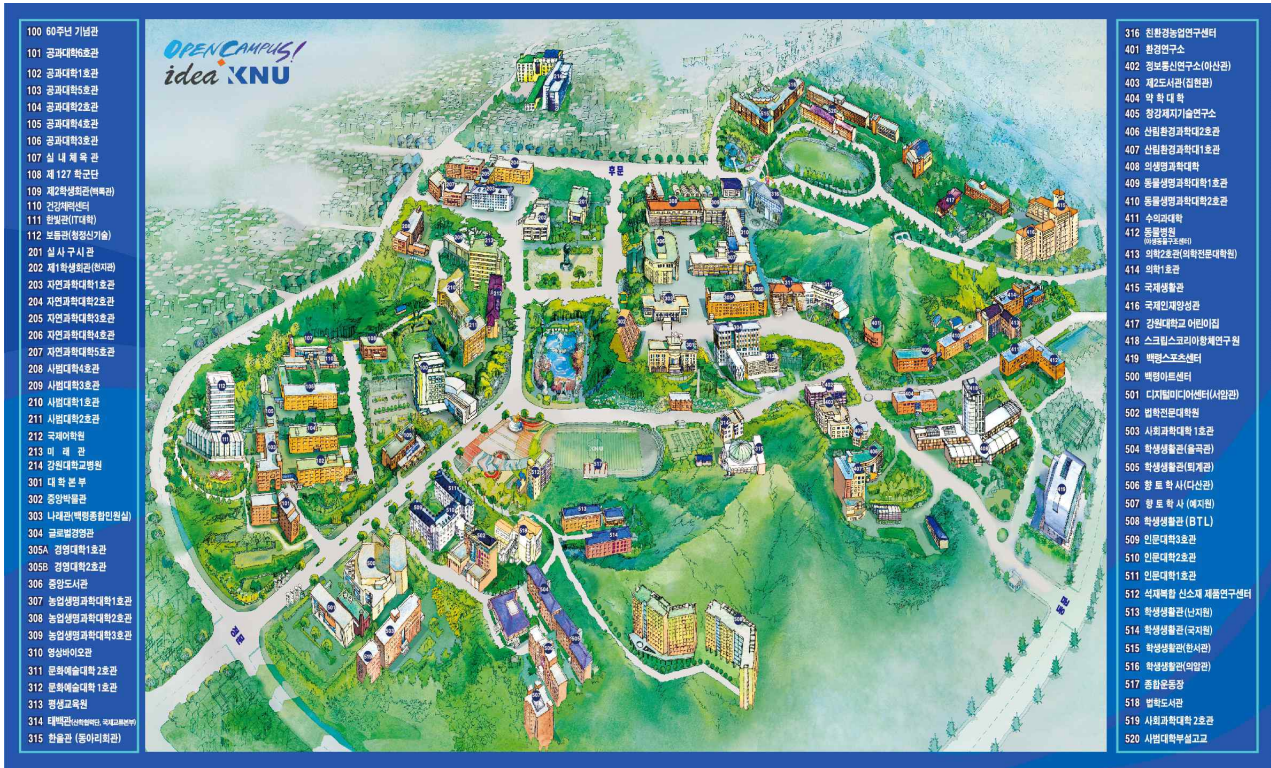 100 60주년 기념관
101 공과대학6호관
102 공과대학1호관
103 공과대학5호관
104 공과대학2호관
105 공과대학4호관
106 공과대학3호관
107 실 내 체 육 관
108 제 127 학군단
109 제2학생회관(백록관)
110 건강체력센터
111 한빛관(IT대학)
112 보듬관(청정신기술)
201 실 사 구 시 관
202 제1학생회관(천지관)
203 자연과학대학1호관
204 자연과학대학2호관
205 자연과학대학3호관
206 자연과학대학4호관
207 자연과학대학5호관
208 사범대학4호관
209 사범대학3호관
210 사범대학1호관
211 사범대학2호관
212 국제어학원
213 미 래 관
214 강원대학교병원
301 대 학 본 부
302 중앙박물관
303 나래관(백령종합민원실)
304 글로벌경영관
305A 경영대학1호관
305B 경영대학2호관
306 중앙도서관
307 농업생명과학대학1호관
308 농업생명과학대학2호관
309 농업생명과학대학3호관
310 영상바이오관
311 문화예술대학 2호관
312 문화예술대학 1호관
313 평생교육원
314 태백관(산학협력단, 국제교류본부)
315 한울관 (동아리회관)
OPEN CAMPUS!
idea KNU
후문
정문
동문
KNU
316 친환경농업연구센터
401 환경연구소
402 정보통신연구소(아산관)
403 제2도서관(집현관)
404 약 학 대 학
405 창강제지기술연구소
406 산림환경과학대2호관
407 산림환경과학대1호관
408 의생명과학대학
409 동물생명과학대학1호관
410 동물생명과학대학2호관
411 수의과대학
412 동물병원
(야생동물구조센터)
413 의학2호관(의학전문대학원)
414 의학1호관
415 국제생활관
416 국제인재양성관
417 강원대학교 어린이집
418 스크립스코리아항체연구원
419 백령스포츠센터
500 백령아트센터
501 디지털미디어센터(서암관)
502 법학전문대학원
503 사회과학대학 1호관
504 학생생활관(율곡관)
505 학생생활관(퇴계관)
506 향 토 학 사(다산관)
507 향 토 학 사 (예지원)
508 학생생활관 (BTL)
509 인문대학3호관
510 인문대학2호관
511 인문대학1호관
512 석재복합 신소재 제품연구센터
513 학생생활관(난지원)
514 학생생활관(국지원)
515 학생생활관(한서관)
516 학생생활관(의암관)
517 종합운동장
518 법학도서관
519 사회과학대학 2호관
520 사범대학부설고교